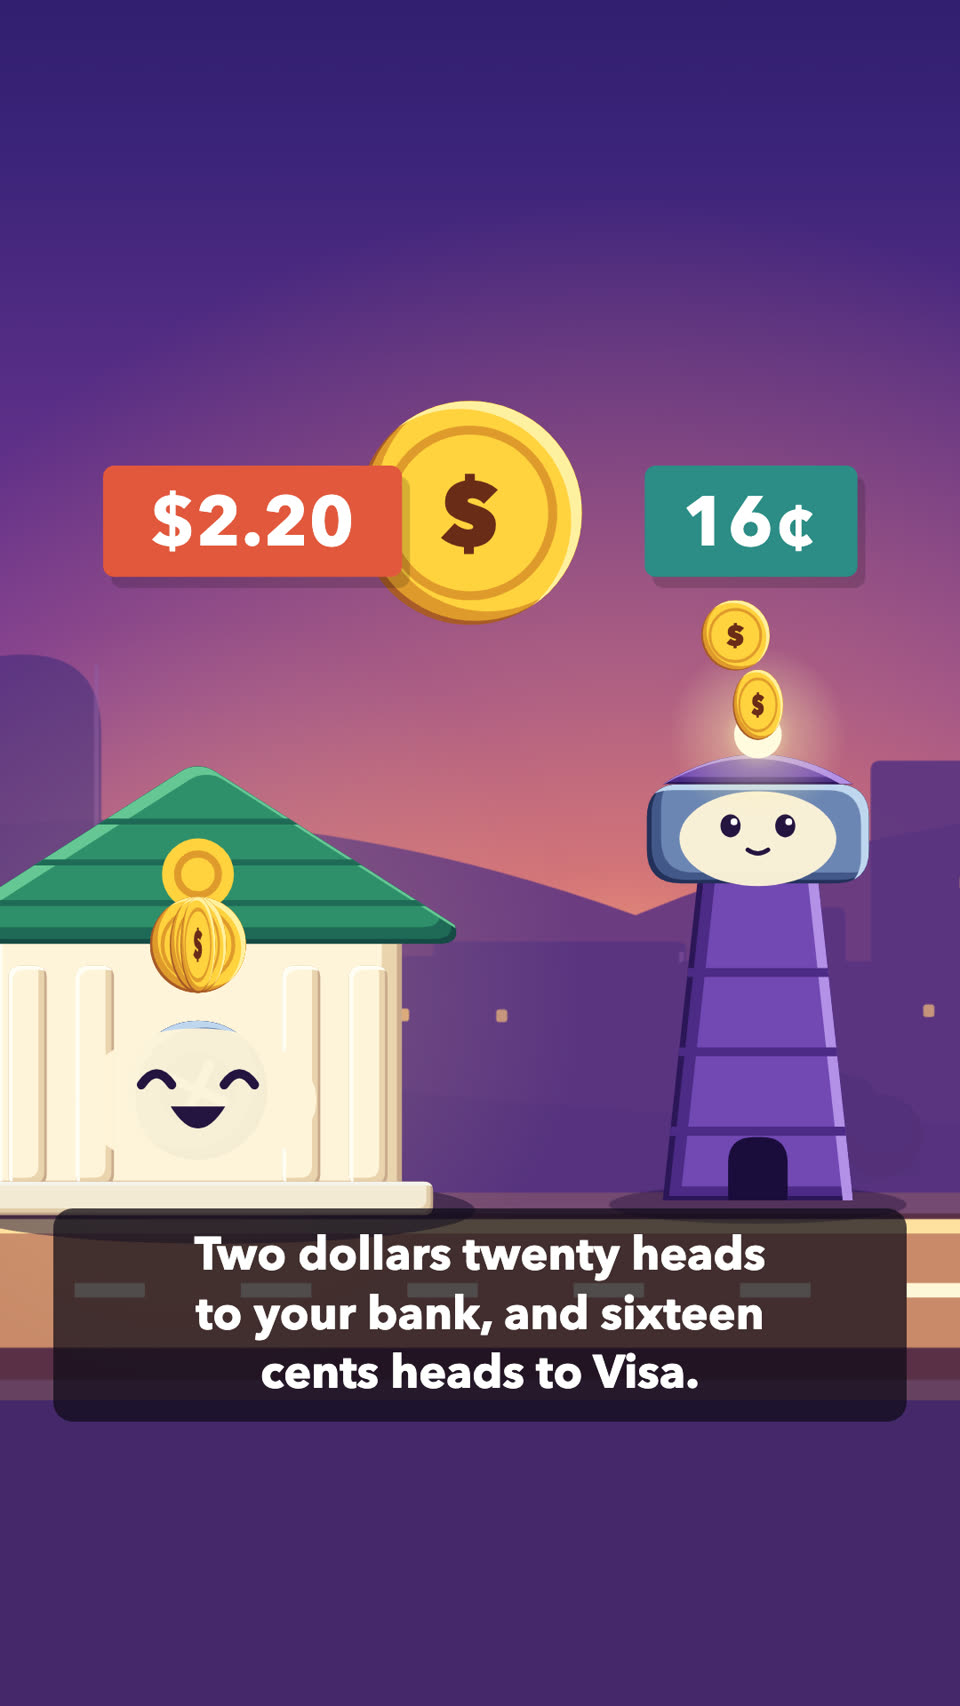 $2.20
$
16¢
$
$
$
Two dollars twenty heads
to your bank, and sixteen
cents heads to Visa.